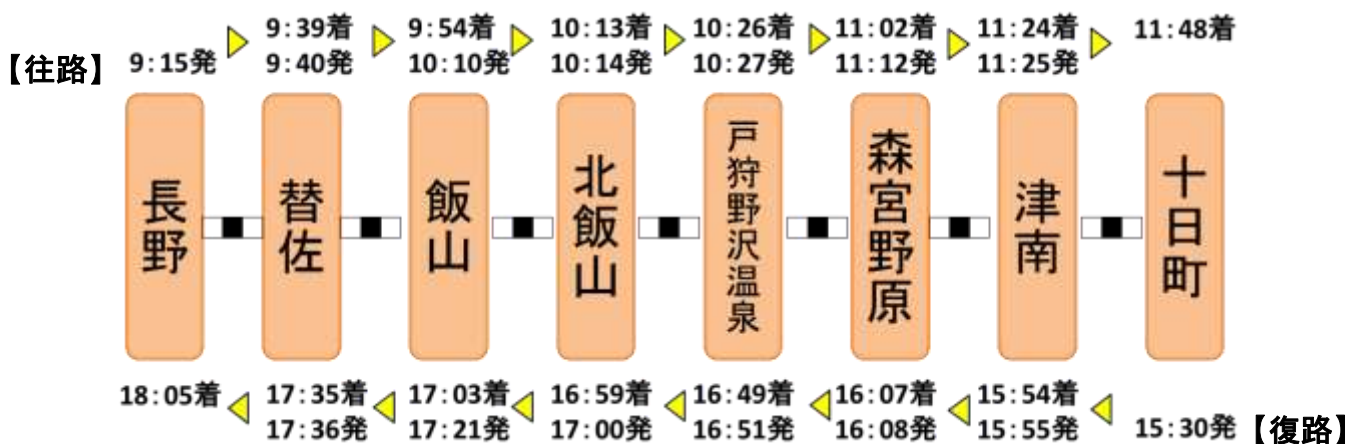 9:39着 9:54着 10:13着 10:26着 11:02着 11:24着 11:48着
【往路】 9:15発 9:40発 10:10発 10:14発 10:27発 11:12発 11:25発
長野 替佐 飯山 北飯山 戸狩野沢温泉 森宮野原 津南 十日町
18:05着 17:35着 17:03着 16:59着 16:49着 16:07着 15:54着
17:36発 17:21発 17:00発 16:51発 16:08発 15:55発 15:30発 【復路】